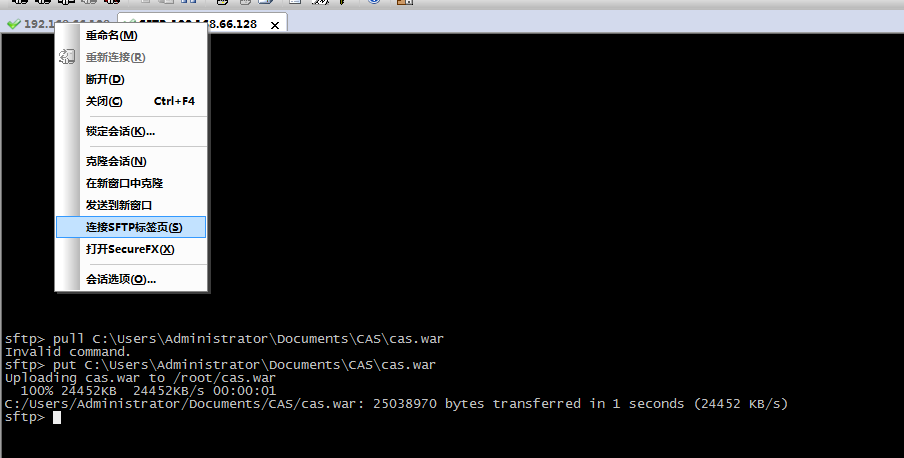 SFTP-192.168.66.128
重命名(M)
重新连接(R)
断开(D)
关闭(C) Ctrl+F4
锁定会话(K)...
克隆会话(N)
在新窗口中克隆
发送到新窗口
连接SFTP标签页(S)
打开SecureFX(X)
会话选项(O)...
sftp> pull C:\Users\Administrator\Documents\CAS\cas.war
Invalid command.
sftp> put C:\Users\Administrator\Documents\CAS\cas.war
Uploading cas.war to /root/cas.war
100% 24452KB 24452KB/s 00:00:01
C:/Users/Administrator/Documents/CAS/cas.war: 25038970 bytes transferred in 1 seconds (24452 KB/s)
sftp>